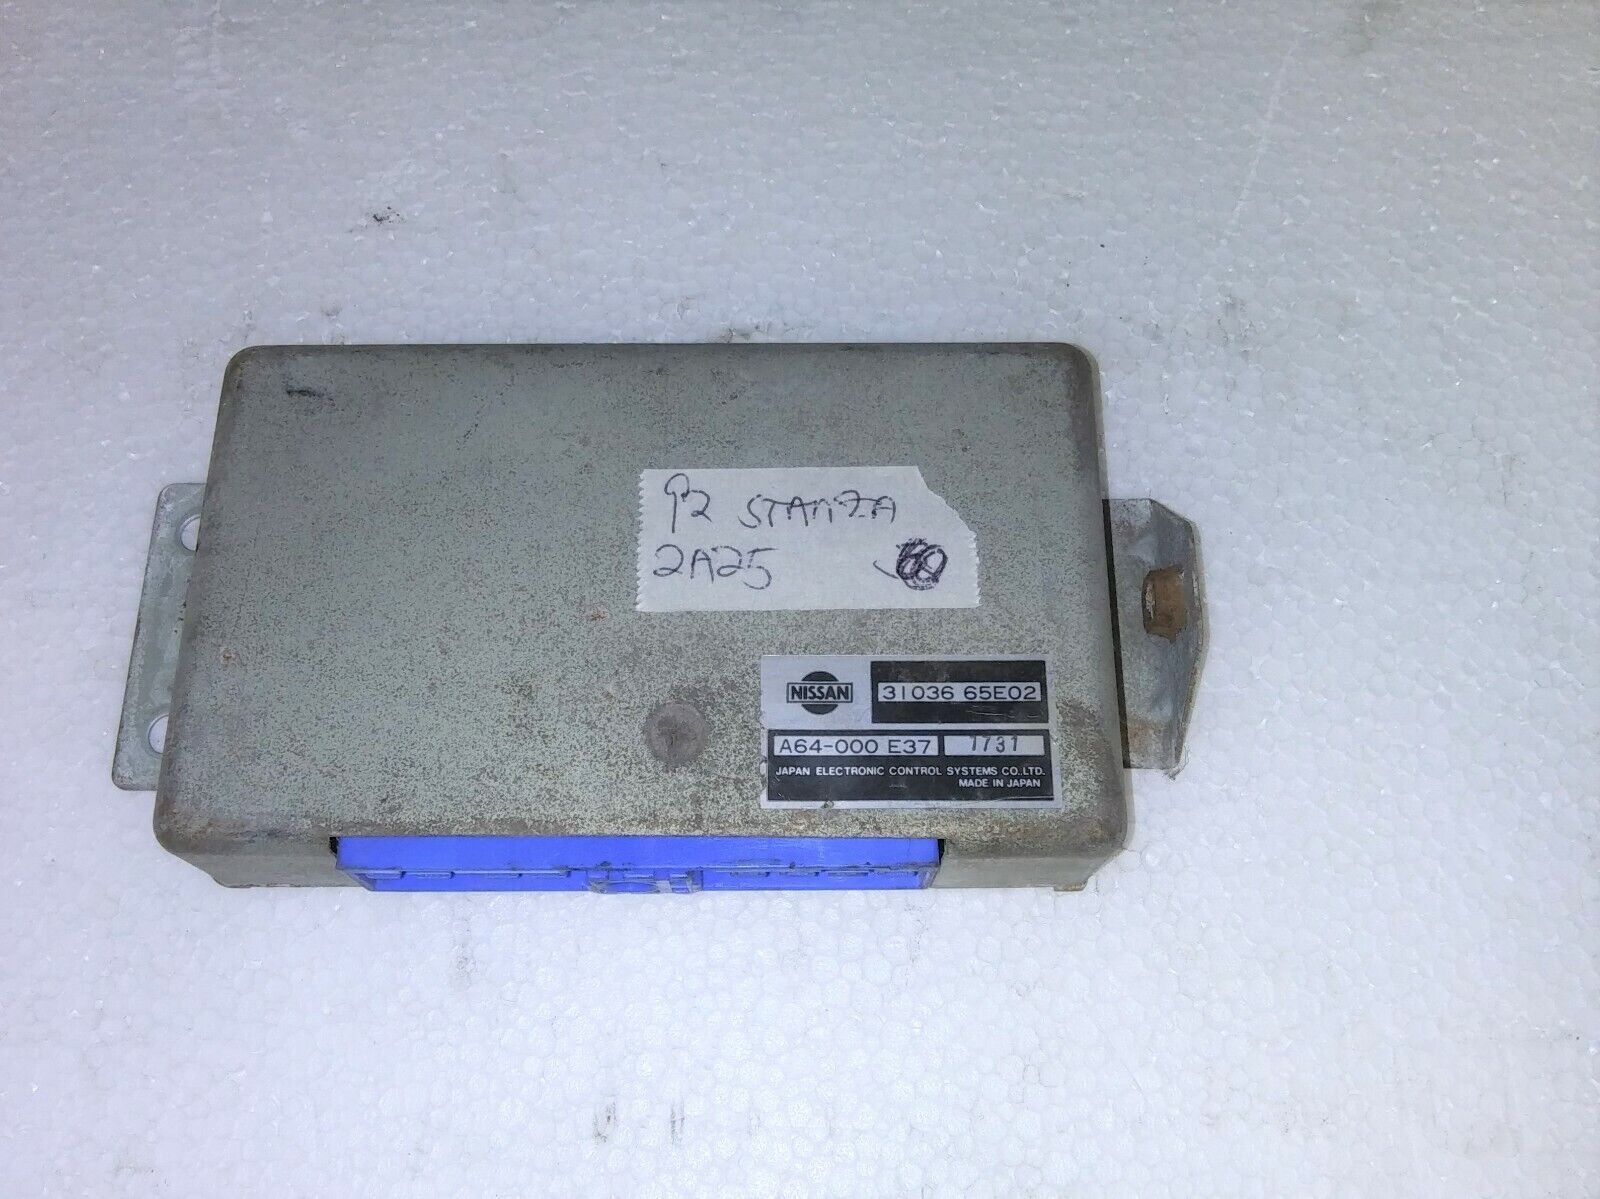 92 STANZA
2A25
NISSAN
31036 65E02
A64-000 E37 1731
JAPAN ELECTRONIC CONTROL SYSTEMS CO.,LTD.
MADE IN JAPAN